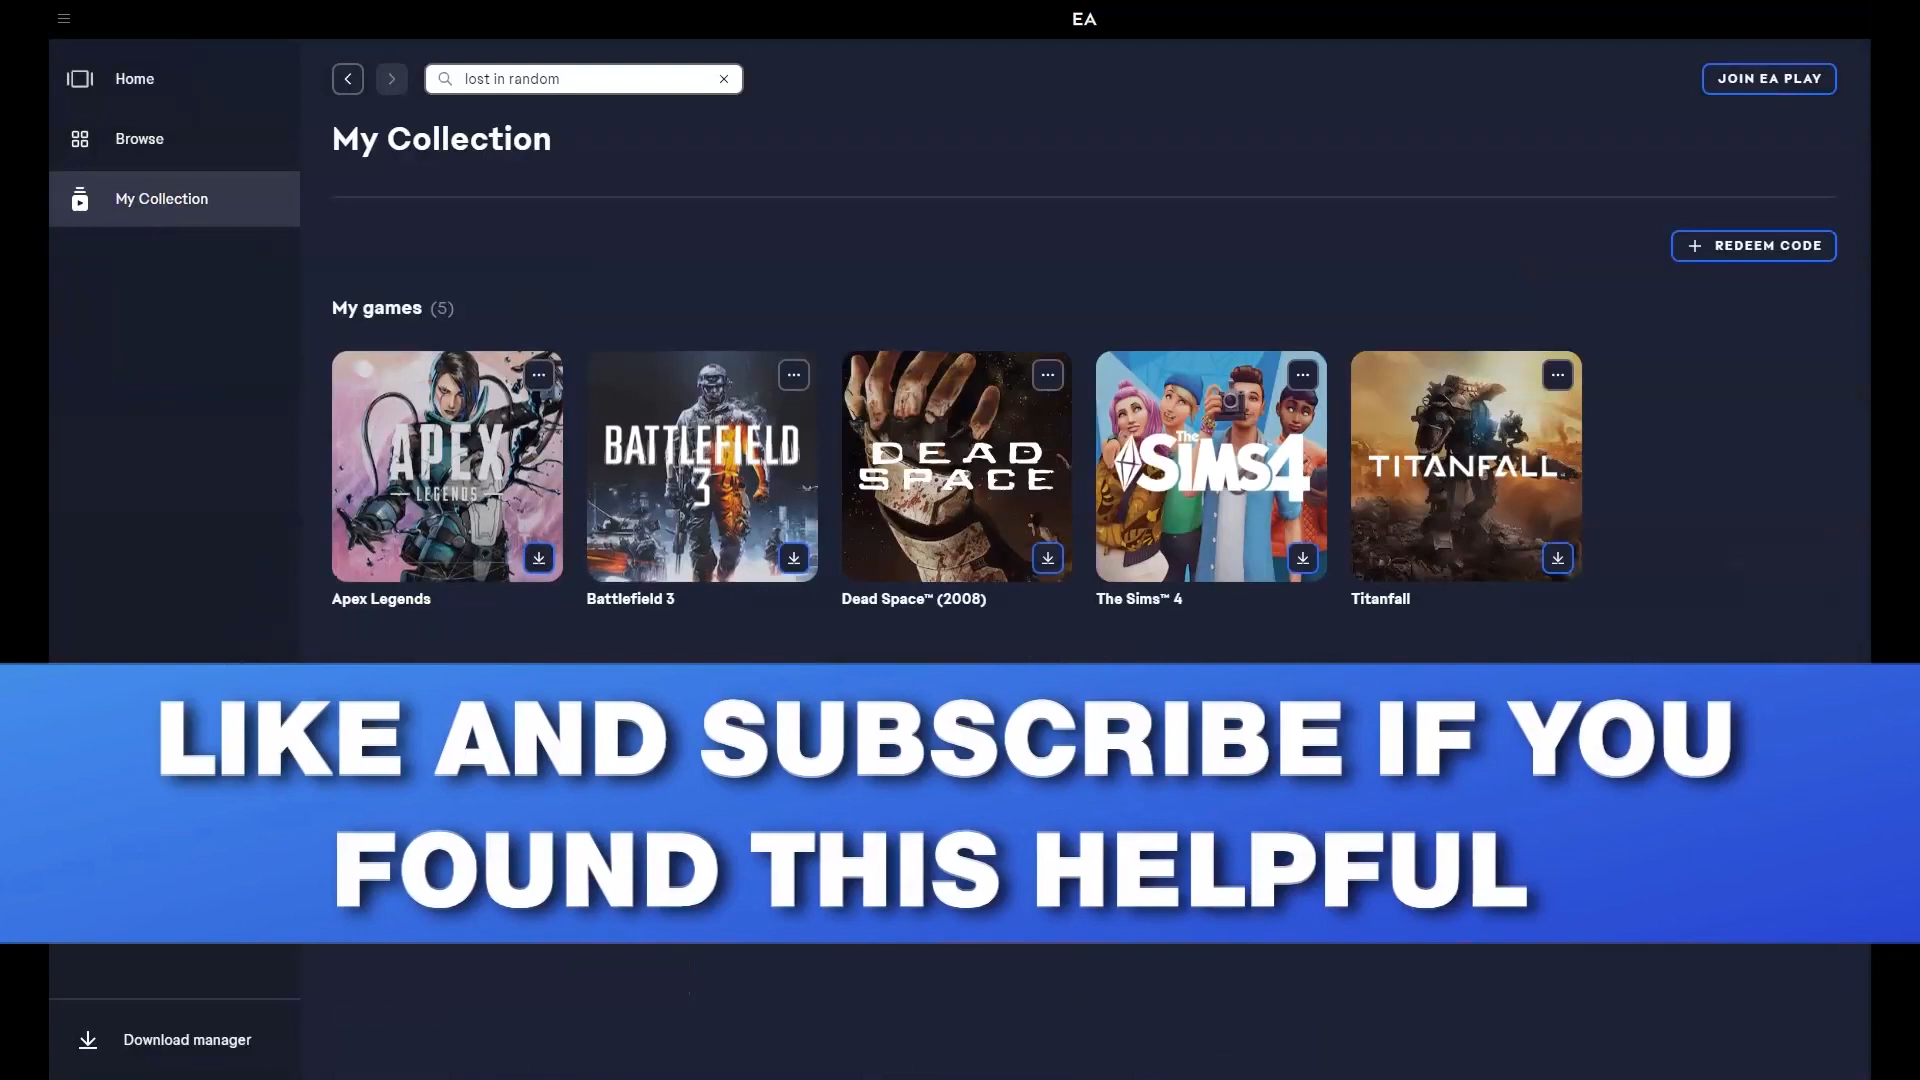 EA
Home
lost in random
JOIN EA PLAY
Browse
My Collection
My Collection
REDEEM CODE
My games (5)
APEX
LEGENDS
BATTLEFIELD
3
DEAD
SPACE
The
SIMS4
TITANFALL
Apex Legends
Battlefield 3
Dead Space™ (2008)
The Sims™ 4
Titanfall
LIKE AND SUBSCRIBE IF YOU
FOUND THIS HELPFUL
Download manager